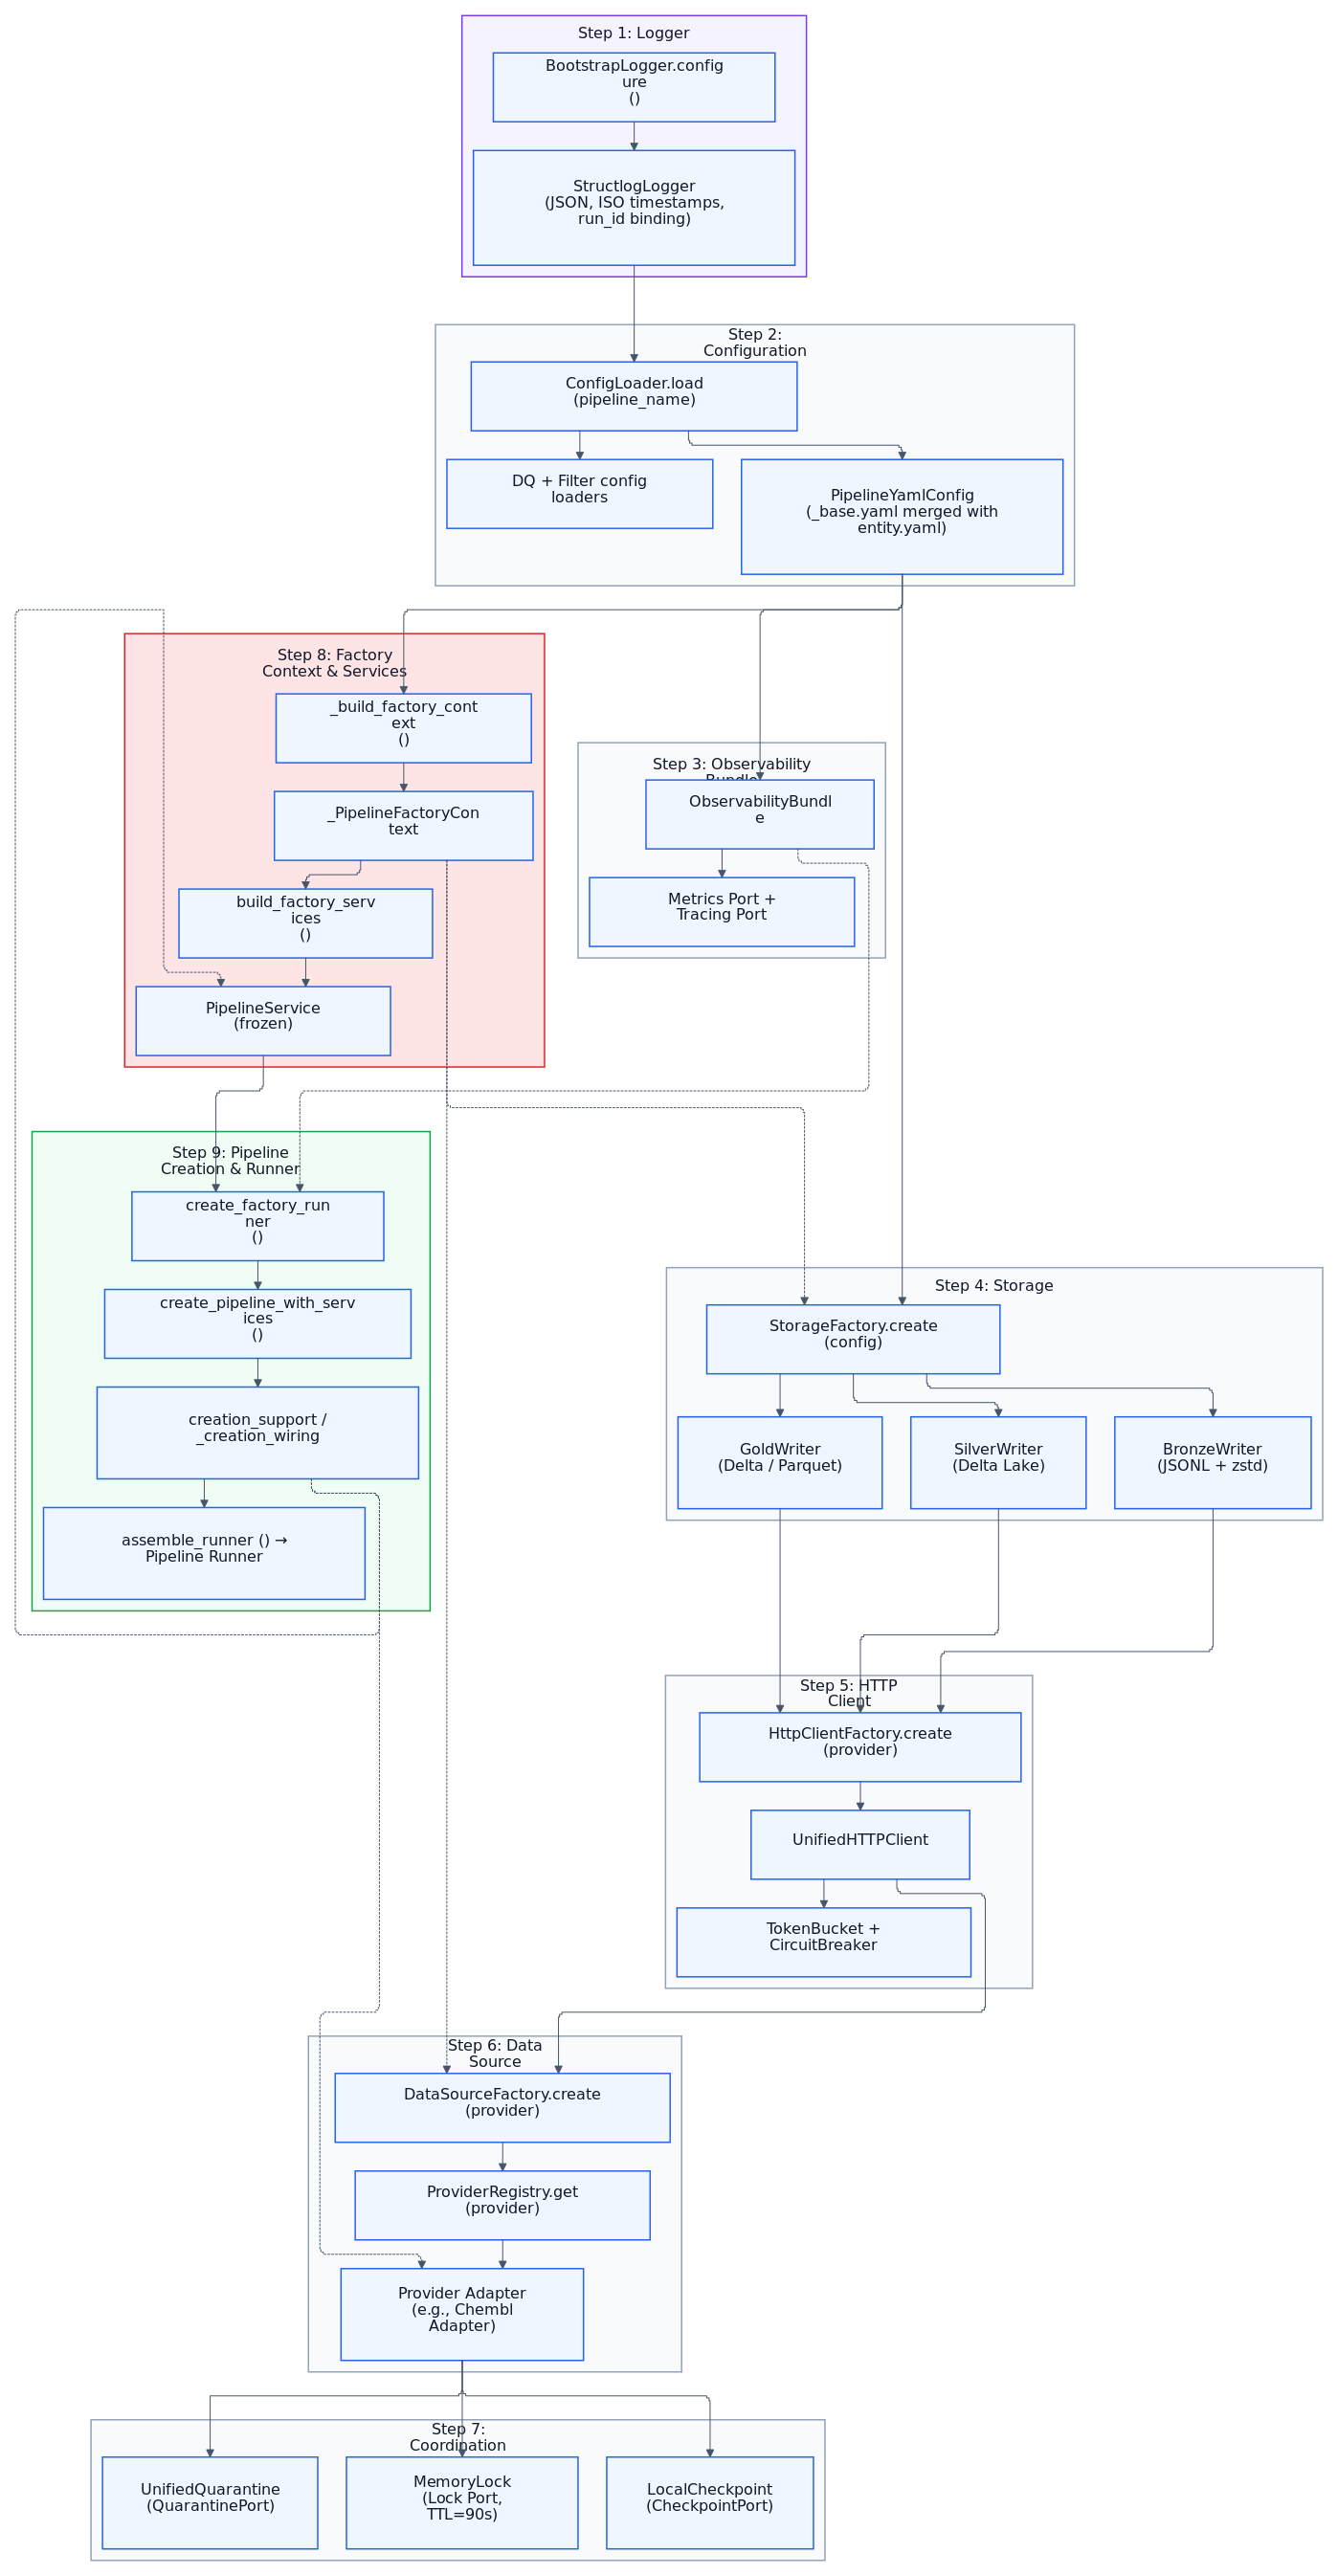 Step 1: Logger
BootstrapLogger.config
ure
()
StructlogLogger
(JSON, ISO timestamps,
run_id binding)
Step 2:
Configuration
ConfigLoader.load
(pipeline_name)
DQ + Filter config
loaders
PipelineYamlConfig
(_base.yaml merged with
entity.yaml)
Step 8: Factory
Context & Services
_build_factory_cont
ext
()
_PipelineFactoryCon
text
build_factory_serv
ices
()
PipelineService
(frozen)
Step 3: Observability
Bundle
ObservabilityBundl
e
Metrics Port +
Tracing Port
Step 9: Pipeline
Creation & Runner
create_factory_run
ner
()
create_pipeline_with_serv
ices
()
creation_support /
_creation_wiring
assemble_runner () →
Pipeline Runner
Step 4: Storage
StorageFactory.create
(config)
GoldWriter
(Delta / Parquet)
SilverWriter
(Delta Lake)
BronzeWriter
(JSONL + zstd)
Step 5: HTTP
Client
HttpClientFactory.create
(provider)
UnifiedHTTPClient
TokenBucket +
CircuitBreaker
Step 6: Data
Source
DataSourceFactory.create
(provider)
ProviderRegistry.get
(provider)
Provider Adapter
(e.g., Chembl
Adapter)
Step 7:
Coordination
UnifiedQuarantine
(QuarantinePort)
MemoryLock
(Lock Port,
TTL=90s)
LocalCheckpoint
(CheckpointPort)